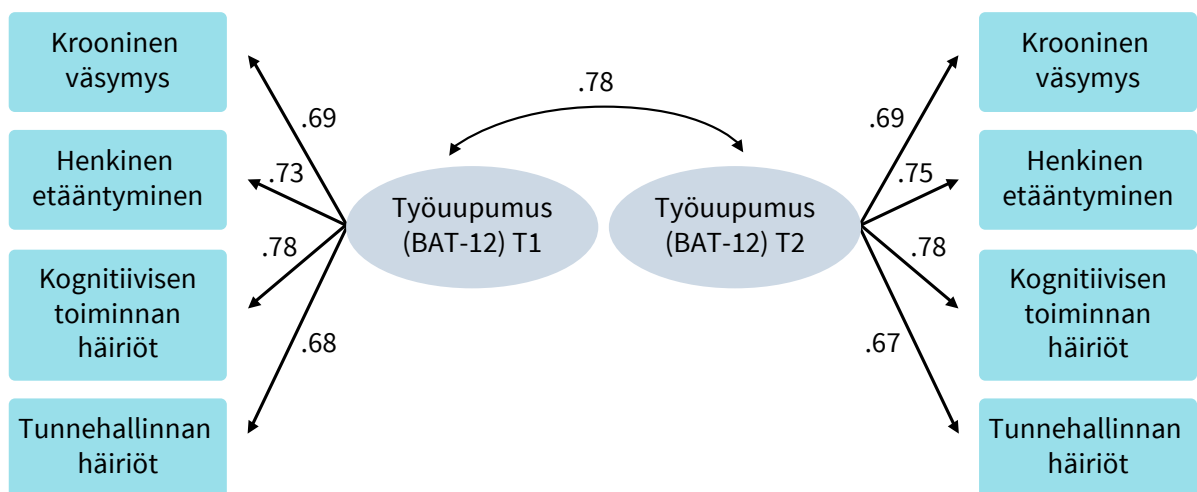 Krooninen
väsymys
Henkinen
etääntyminen
Kognitiivisen
toiminnan
häiriöt
Tunnehallinnan
häiriöt
.69
.73
.78
.68
Työuupumus
(BAT-12) T1
.78
Työuupumus
(BAT-12) T2
.69
.75
.78
.67
Krooninen
väsymys
Henkinen
etääntyminen
Kognitiivisen
toiminnan
häiriöt
Tunnehallinnan
häiriöt